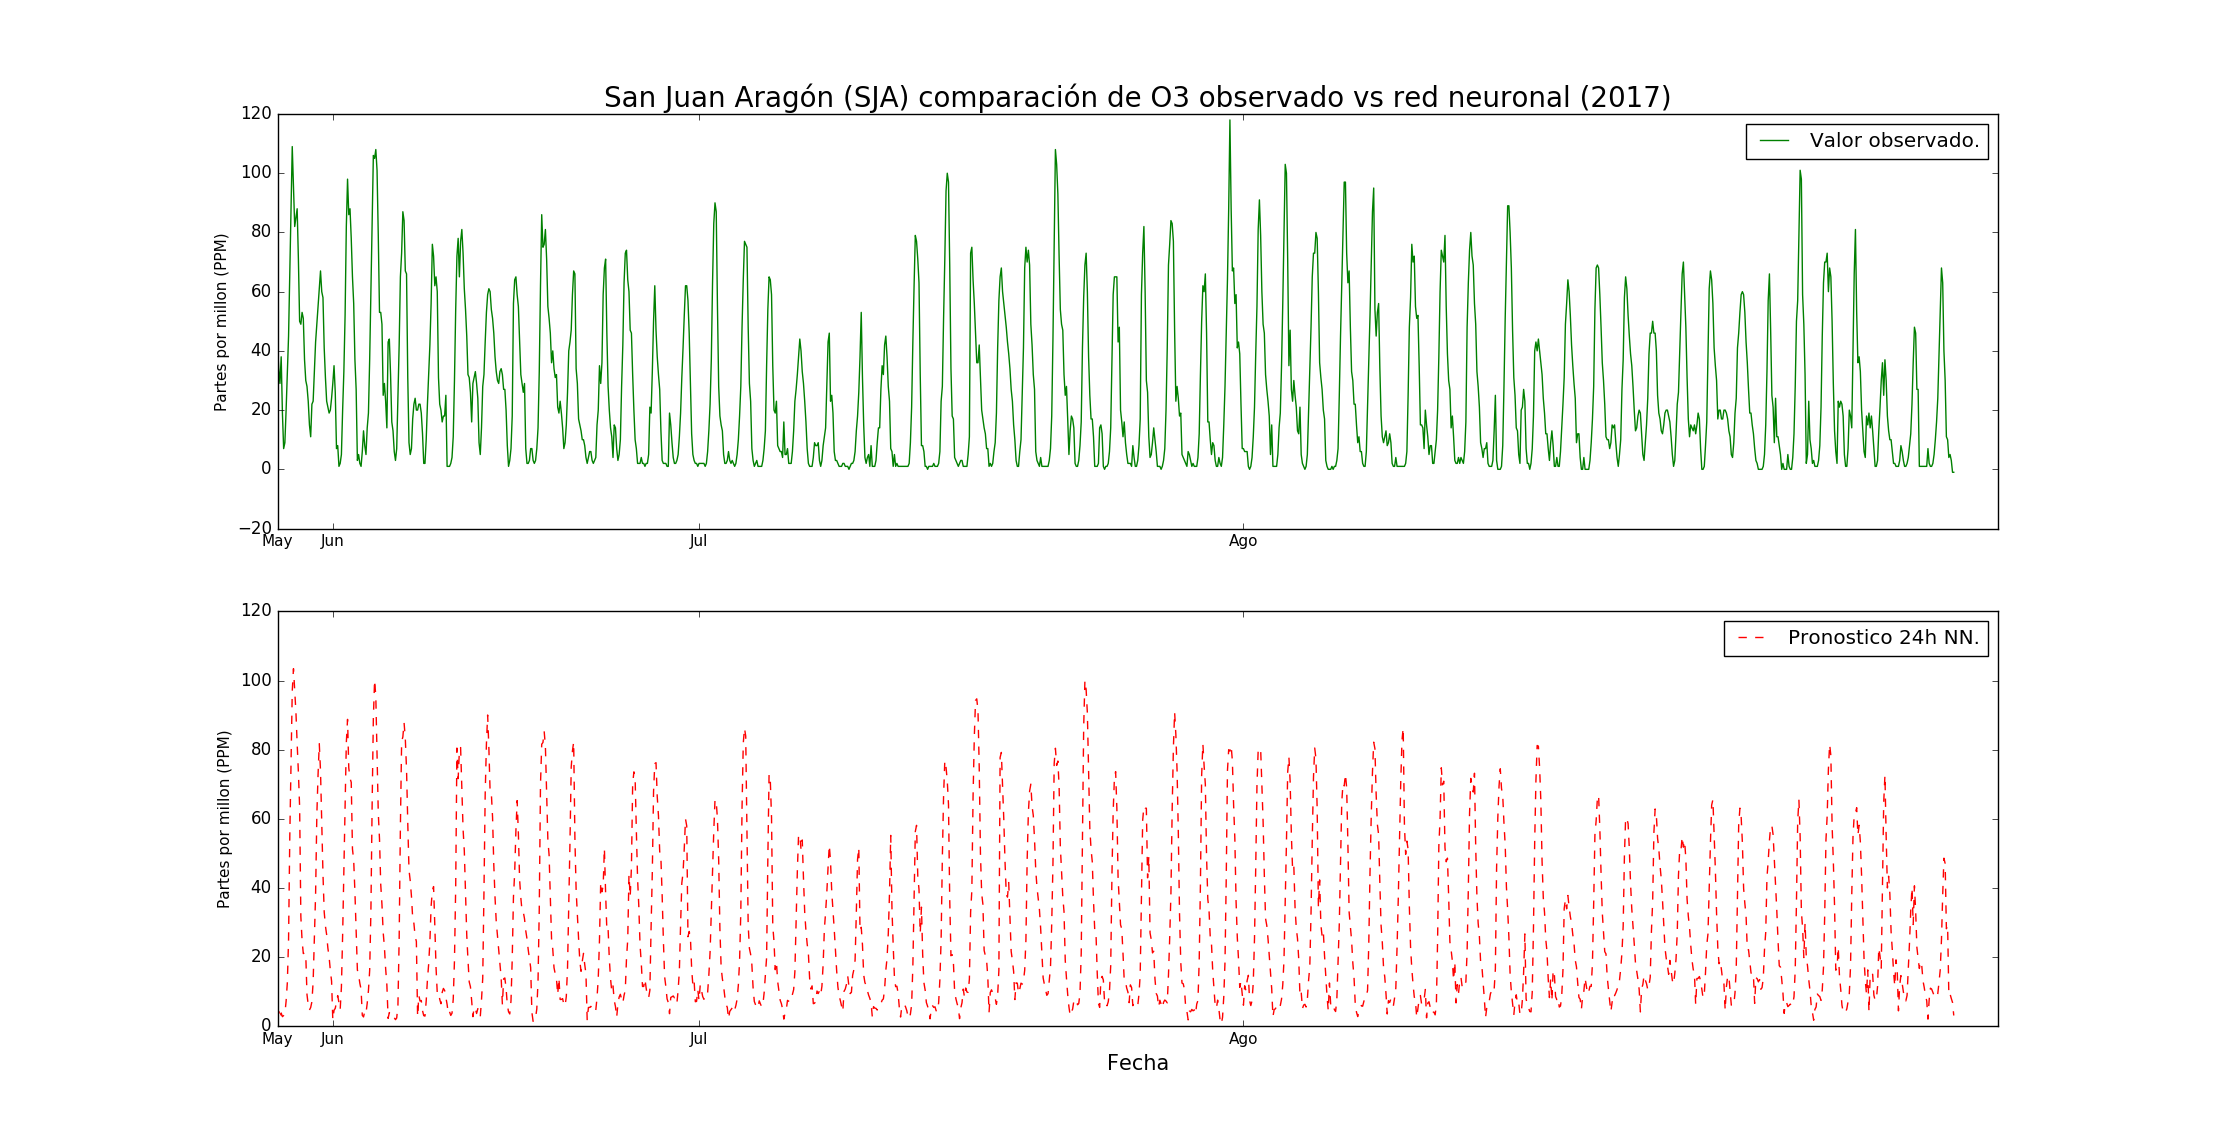 San Juan Aragón (SJA) comparación de O3 observado vs red neuronal (2017)
120
100
80
60
40
20
0
−20
Partes por millon (PPM)
Valor observado.
May Jun Jul Ago
120
100
80
60
40
20
0
Partes por millon (PPM)
Pronostico 24h NN.
May Jun Jul Ago
Fecha